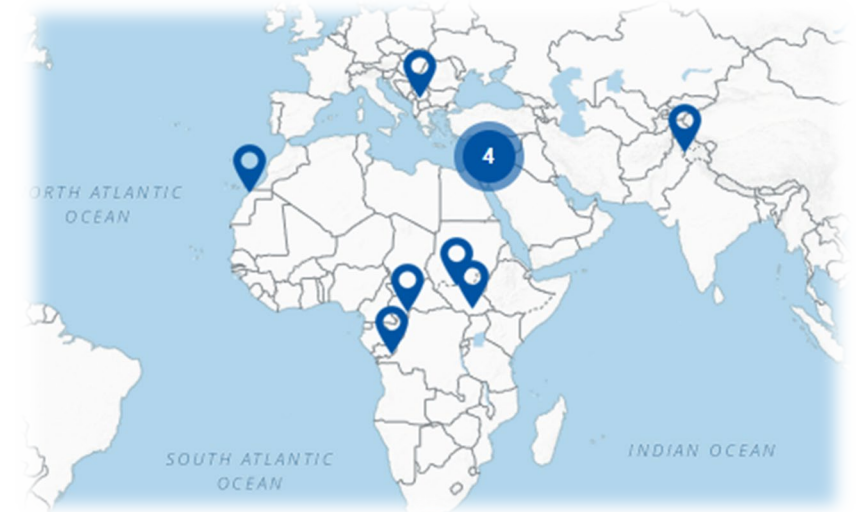 4
ORTH ATLANTIC
OCEAN
SOUTH ATLANTIC
OCEAN
INDIAN OCEAN